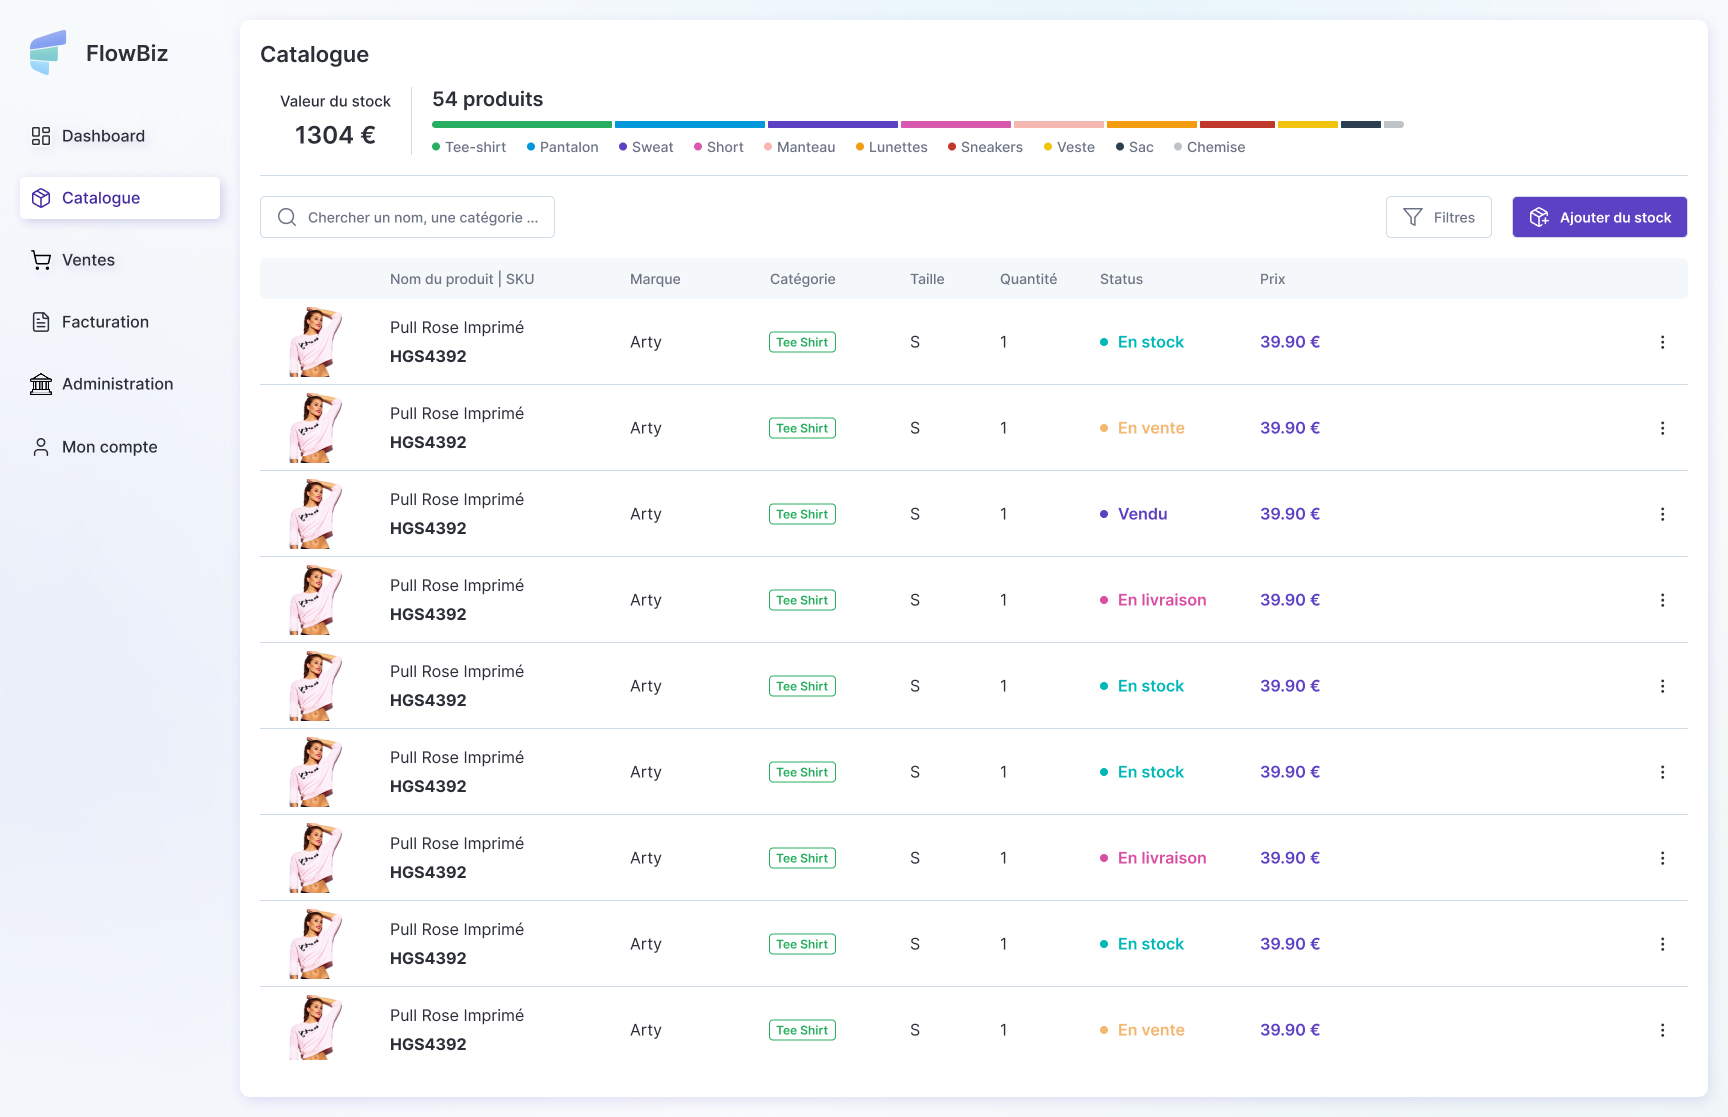 FlowBiz
Dashboard
Catalogue
Ventes
Facturation
Administration
Mon compte
Catalogue
Valeur du stock
1304 €
54 produits
Tee-shirt Pantalon Sweat Short Manteau Lunettes Sneakers Veste Sac Chemise
Chercher un nom, une catégorie ...
Filtres
Ajouter du stock
Nom du produit | SKU Marque Catégorie Taille Quantité Status Prix
Pull Rose Imprimé
HGS4392
Arty Tee Shirt S 1 En stock 39.90 €
Pull Rose Imprimé
HGS4392
Arty Tee Shirt S 1 En vente 39.90 €
Pull Rose Imprimé
HGS4392
Arty Tee Shirt S 1 Vendu 39.90 €
Pull Rose Imprimé
HGS4392
Arty Tee Shirt S 1 En livraison 39.90 €
Pull Rose Imprimé
HGS4392
Arty Tee Shirt S 1 En stock 39.90 €
Pull Rose Imprimé
HGS4392
Arty Tee Shirt S 1 En stock 39.90 €
Pull Rose Imprimé
HGS4392
Arty Tee Shirt S 1 En livraison 39.90 €
Pull Rose Imprimé
HGS4392
Arty Tee Shirt S 1 En stock 39.90 €
Pull Rose Imprimé
HGS4392
Arty Tee Shirt S 1 En vente 39.90 €